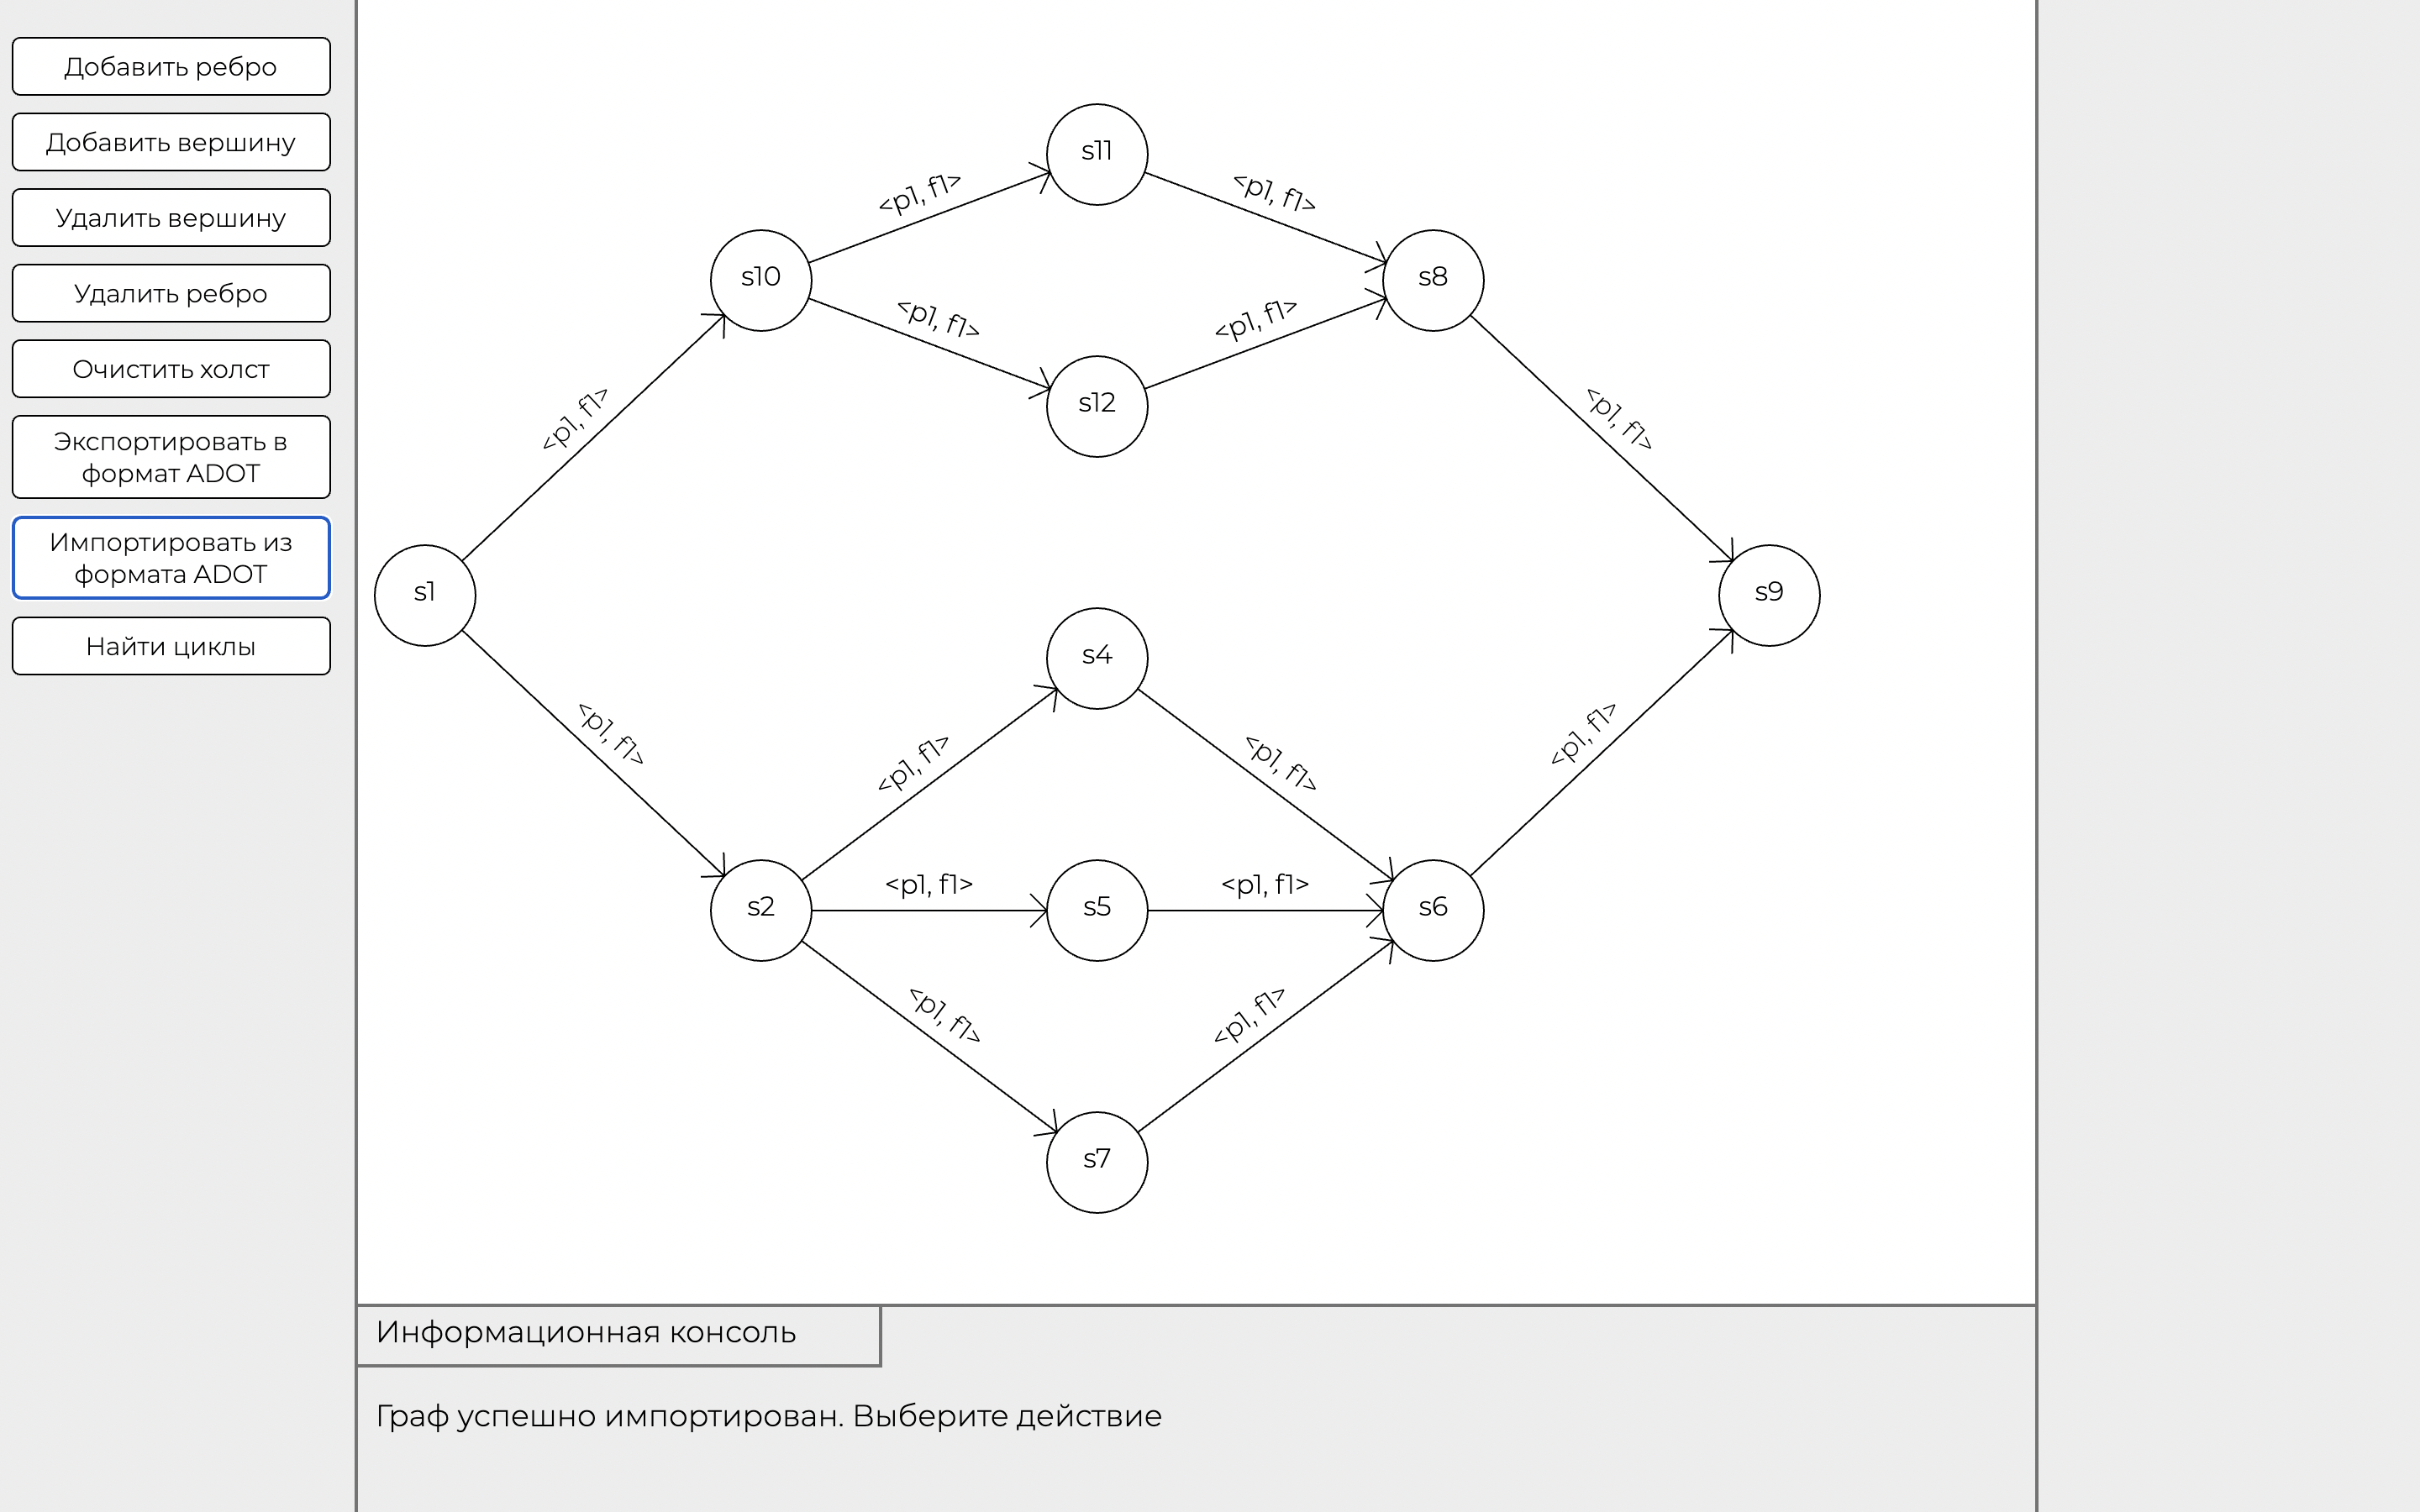 Добавить ребро
Добавить вершину
Удалить вершину
Удалить ребро
Очистить холст
Экспортировать в
формат ADOT
Импортировать из
формата ADOT
Найти циклы
s11
<p1, f1>
<p1, f1>
s10
s8
<p1, f1>
<p1, f1>
s12
<p1, f1>
<p1, f1>
s1
s9
s4
<p1, f1>
<p1, f1>
<p1, f1>
<p1, f1>
<p1, f1>
<p1, f1>
s2
s5
s6
<p1, f1>
<p1, f1>
<p1, f1>
s7
Информационная консоль
Граф успешно импортирован. Выберите действие